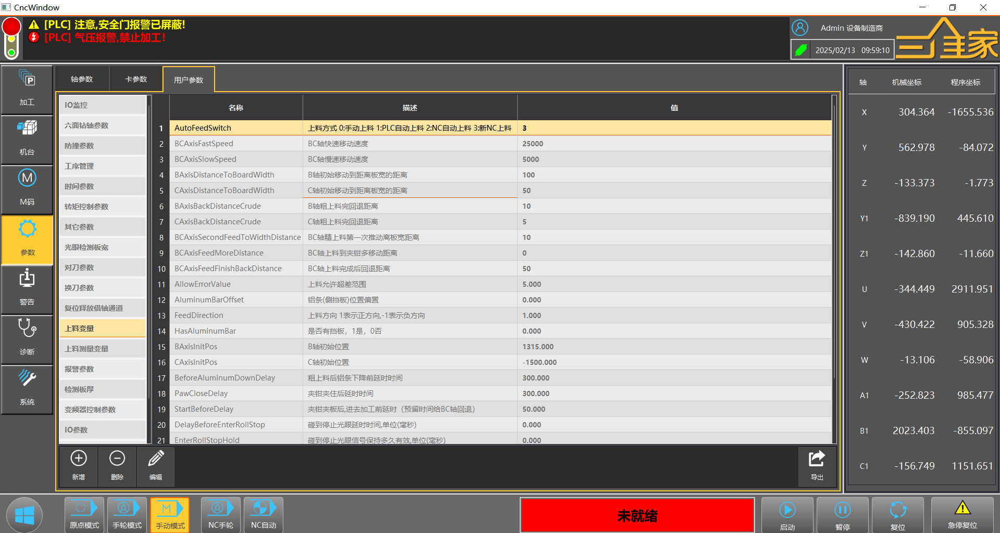 CncWindow
[PLC] 注意,安全门报警已屏蔽!
[PLC] 气压报警,禁止加工!
Admin 设备制造商
2025/02/13 09:59:10
三维家
加工
机台
M码
参数
警告
诊断
系统
轴参数 卡参数 用户参数
IO监控
六面钻轴参数
防撞参数
工序管理
时间参数
转矩控制参数
其它参数
光眼检测板宽
对刀参数
换刀参数
复位释放借轴通道
上料变量
上料测量变量
报警参数
检测板厚
变频器控制参数
IO参数
名称 描述 值
1 AutoFeedSwitch 上料方式 0:手动上料 1:PLC自动上料 2:NC自动上料 3:新NC上料 3
2 BCAxisFastSpeed BC轴快速移动速度 25000
3 BCAxisSlowSpeed BC轴慢速移动速度 5000
4 BAxisDistanceToBoardWidth B轴初始移动到距离板宽的距离 100
5 CAxisDistanceToBoardWidth C轴初始移动到距离板宽的距离 50
6 BAxisBackDistanceCrude B轴粗上料完回退距离 10
7 CAxisBackDistanceCrude C轴粗上料完回退距离 5
8 BCAxisSecondFeedToWidthDistance BC轴精上料第一次推动离板宽距离 10
9 BCAxisFeedMoreDistance BC轴上料到夹钳多移动距离 0
10 BCAxisFeedFinishBackDistance BC轴上料完成后回退距离 50
11 AllowErrorValue 上料允许超差范围 5.000
12 AluminumBarOffset 铝条(侧挡板)位置偏置 0.000
13 FeedDirection 上料方向 1表示正方向,-1表示负方向 1.000
14 HasAluminumBar 是否有挡板，1是，0否 0.000
15 BAxisInitPos B轴初始位置 1315.000
16 CAxisInitPos C轴初始位置 -1500.000
17 BeforeAluminumDownDelay 粗上料后铝条下降前延时时间 300.000
18 PawCloseDelay 夹钳夹住后延时时间 300.000
19 StartBeforeDelay 夹钳夹板后,进去加工前延时（预留时间给BC轴回退） 50.000
20 DelayBeforeEnterRollStop 碰到停止光眼延时时间,单位(毫秒) 0.000
21 EnterRollStopHold 碰到停止光眼信号保持多久有效,单位(毫秒) 0.000
新增 删除 编辑 导出
轴 机械坐标 程序坐标
X 304.364 -1655.536
Y 562.978 -84.072
Z -133.373 -1.773
Y1 -839.190 445.610
Z1 -142.860 -11.660
U -344.449 2911.951
V -430.422 905.328
W -13.106 -58.906
A1 -252.823 985.477
B1 2023.403 -855.097
C1 -156.749 1151.651
原点模式 手轮模式 手动模式 NC手轮 NC自动
未就绪
启动 暂停 复位 急停复位